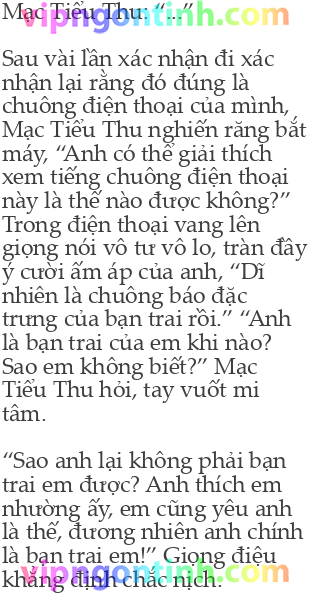 Mạc Tiểu Thu: “...”
vipngontinh.com
Sau vài lần xác nhận đi xác
nhận lại rằng đó đúng là
chuông điện thoại của mình,
Mạc Tiểu Thu nghiến răng bắt
máy, “Anh có thể giải thích
xem tiếng chuông điện thoại
này là thế nào được không?”
Trong điện thoại vang lên
giọng nói vô tư vô lo, tràn đầy
ý cười ấm áp của anh, “Dĩ
nhiên là chuông báo đặc
trưng của bạn trai rồi.” “Anh
là bạn trai của em khi nào?
Sao em không biết?” Mạc
Tiểu Thu hỏi, tay vuốt mi
tâm.
“Sao anh lại không phải bạn
trai em được? Anh thích em
nhường ấy, em cũng yêu anh
là thế, đương nhiên anh chính
là bạn trai em!” Giọng điệu
khẳng định chắc nịch.
vipngontinh.com